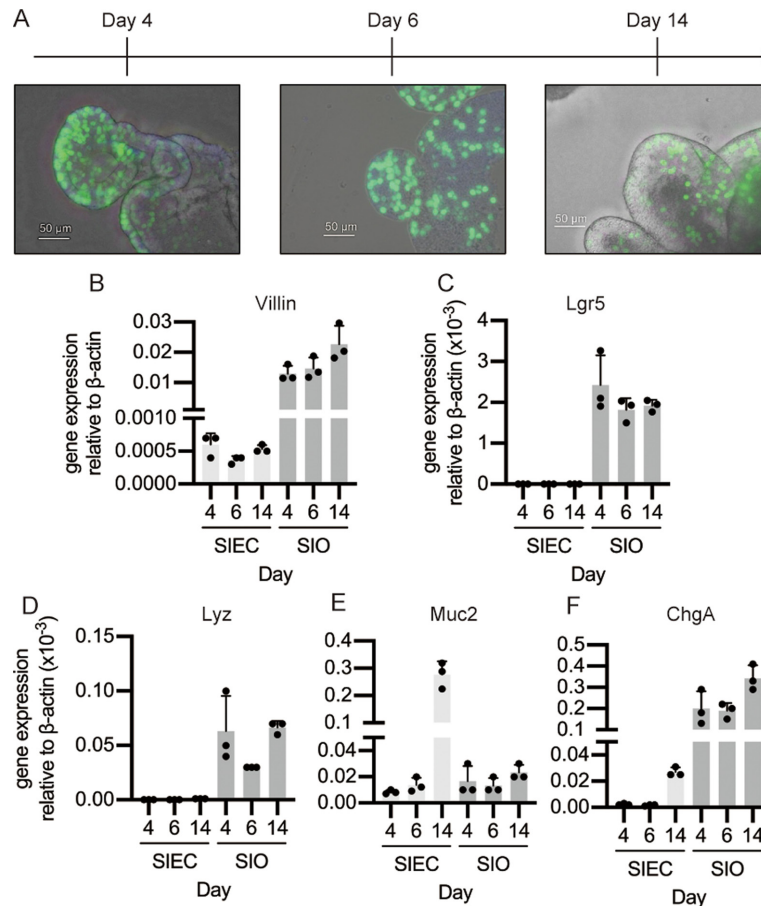 A
Day 4 Day 6 Day 14
50 µm 50 µm 50 µm
B Villin
gene expression
relative to β-actin
0.03
0.02
0.01
0.0010
0.0005
0.0000
4 6 14 4 6 14
SIEC SIO
Day
C Lgr5
gene expression
relative to β-actin (x10-³)
4
3
2
1
0
4 6 14 4 6 14
SIEC SIO
Day
D Lyz
gene expression
relative to β-actin (x10-³)
0.15
0.10
0.05
0.00
4 6 14 4 6 14
SIEC SIO
Day
E Muc2
0.4
0.3
0.2
0.1
0.04
0.02
0.00
4 6 14 4 6 14
SIEC SIO
Day
F ChgA
0.5
0.4
0.3
0.2
0.1
0.04
0.02
0.00
4 6 14 4 6 14
SIEC SIO
Day